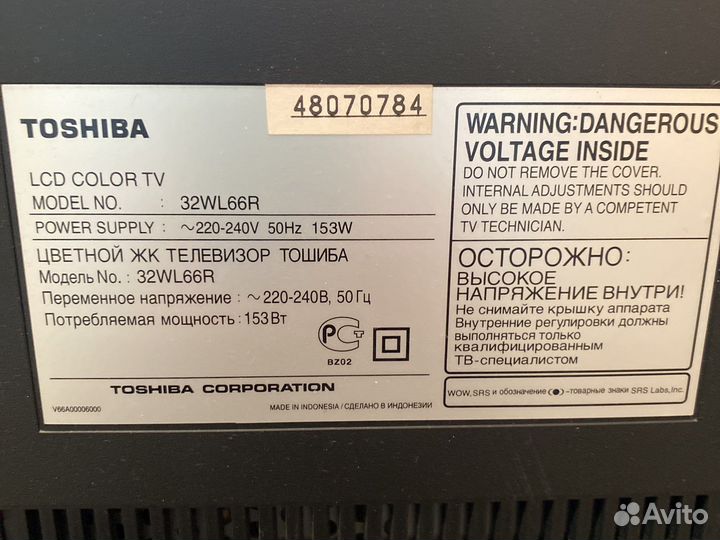 48070784
TOSHIBA
LCD COLOR TV
MODEL NO. : 32WL66R
POWER SUPPLY : ~220-240V 50Hz 153W
ЦВЕТНОЙ ЖК ТЕЛЕВИЗОР ТОШИБА
Модель No. : 32WL66R
Переменное напряжение : ~220-240В, 50 Гц
Потребляемая мощность : 153Вт
РСТ
BZ02
TOSHIBA CORPORATION
V66A00006000
MADE IN INDONESIA / СДЕЛАНО В ИНДОНЕЗИИ
WARNING:DANGEROUS
VOLTAGE INSIDE
DO NOT REMOVE THE COVER.
INTERNAL ADJUSTMENTS SHOULD
ONLY BE MADE BY A COMPETENT
TV TECHNICIAN.
ОСТОРОЖНО:
ВЫСОКОЕ
НАПРЯЖЕНИЕ ВНУТРИ!
Не снимайте крышку аппарата
Внутренние регулировки должны
выполняться только
квалифицированным
ТВ-специалистом
WOW, SRS и обозначение (●)-товарные знаки SRS Labs,Inc.
Avito